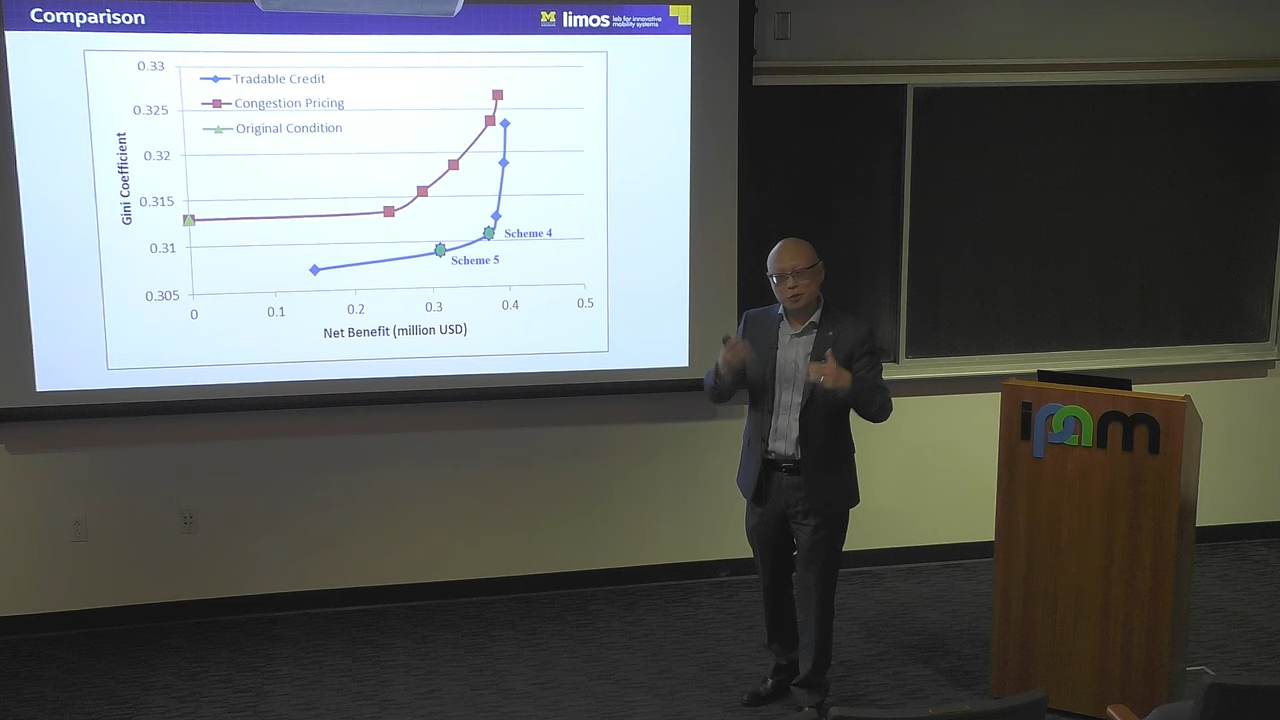 Comparison
M limos lab for innovative
mobility systems
0.33
0.325
0.32
0.315
0.31
0.305
Gini Coefficient
Tradable Credit
Congestion Pricing
Original Condition
Scheme 4
Scheme 5
0 0.1 0.2 0.3 0.4 0.5
Net Benefit (million USD)
ipam